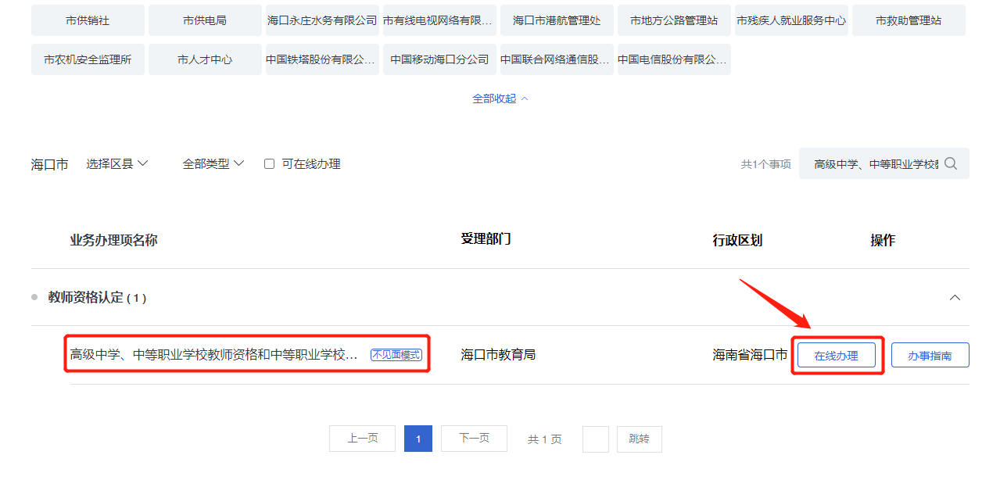 市供销社 市供电局 海口永庄水务有限公司 市有线电视网络有限... 海口市港航管理处 市地方公路管理站 市残疾人就业服务中心 市救助管理站
市农机安全监理所 市人才中心 中国铁塔股份有限公... 中国移动海口分公司 中国联合网络通信股... 中国电信股份有限公...
全部收起
海口市 选择区县 全部类型 可在线办理 共1个事项 高级中学、中等职业学校
业务办理项名称 受理部门 行政区划 操作
教师资格认定 ( 1 )
高级中学、中等职业学校教师资格和中等职业学校... 不见面模式 海口市教育局 海南省海口市 在线办理 办事指南
上一页 1 下一页 共 1 页 跳转